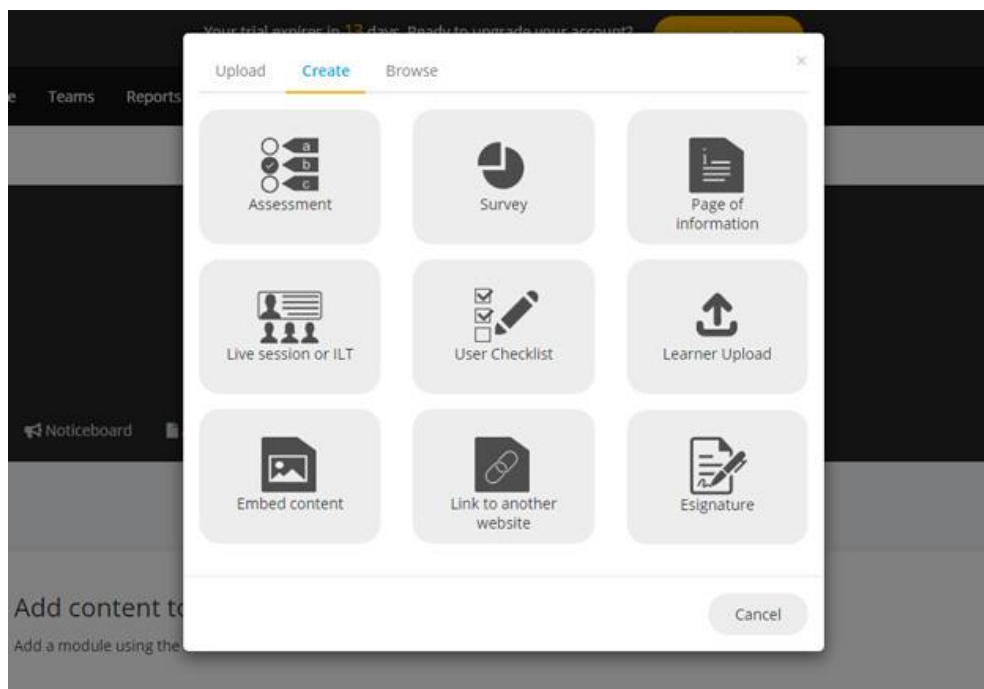 Your trial expires in 13 days. Ready to upgrade your account?
Upload Create Browse ×
e Teams Reports
a
b
c
Assessment
Survey
i
Page of
information
Live session or ILT
User Checklist
Learner Upload
Noticeboard
Embed content
Link to another
website
Esignature
Add content to
Add a module using the
Cancel